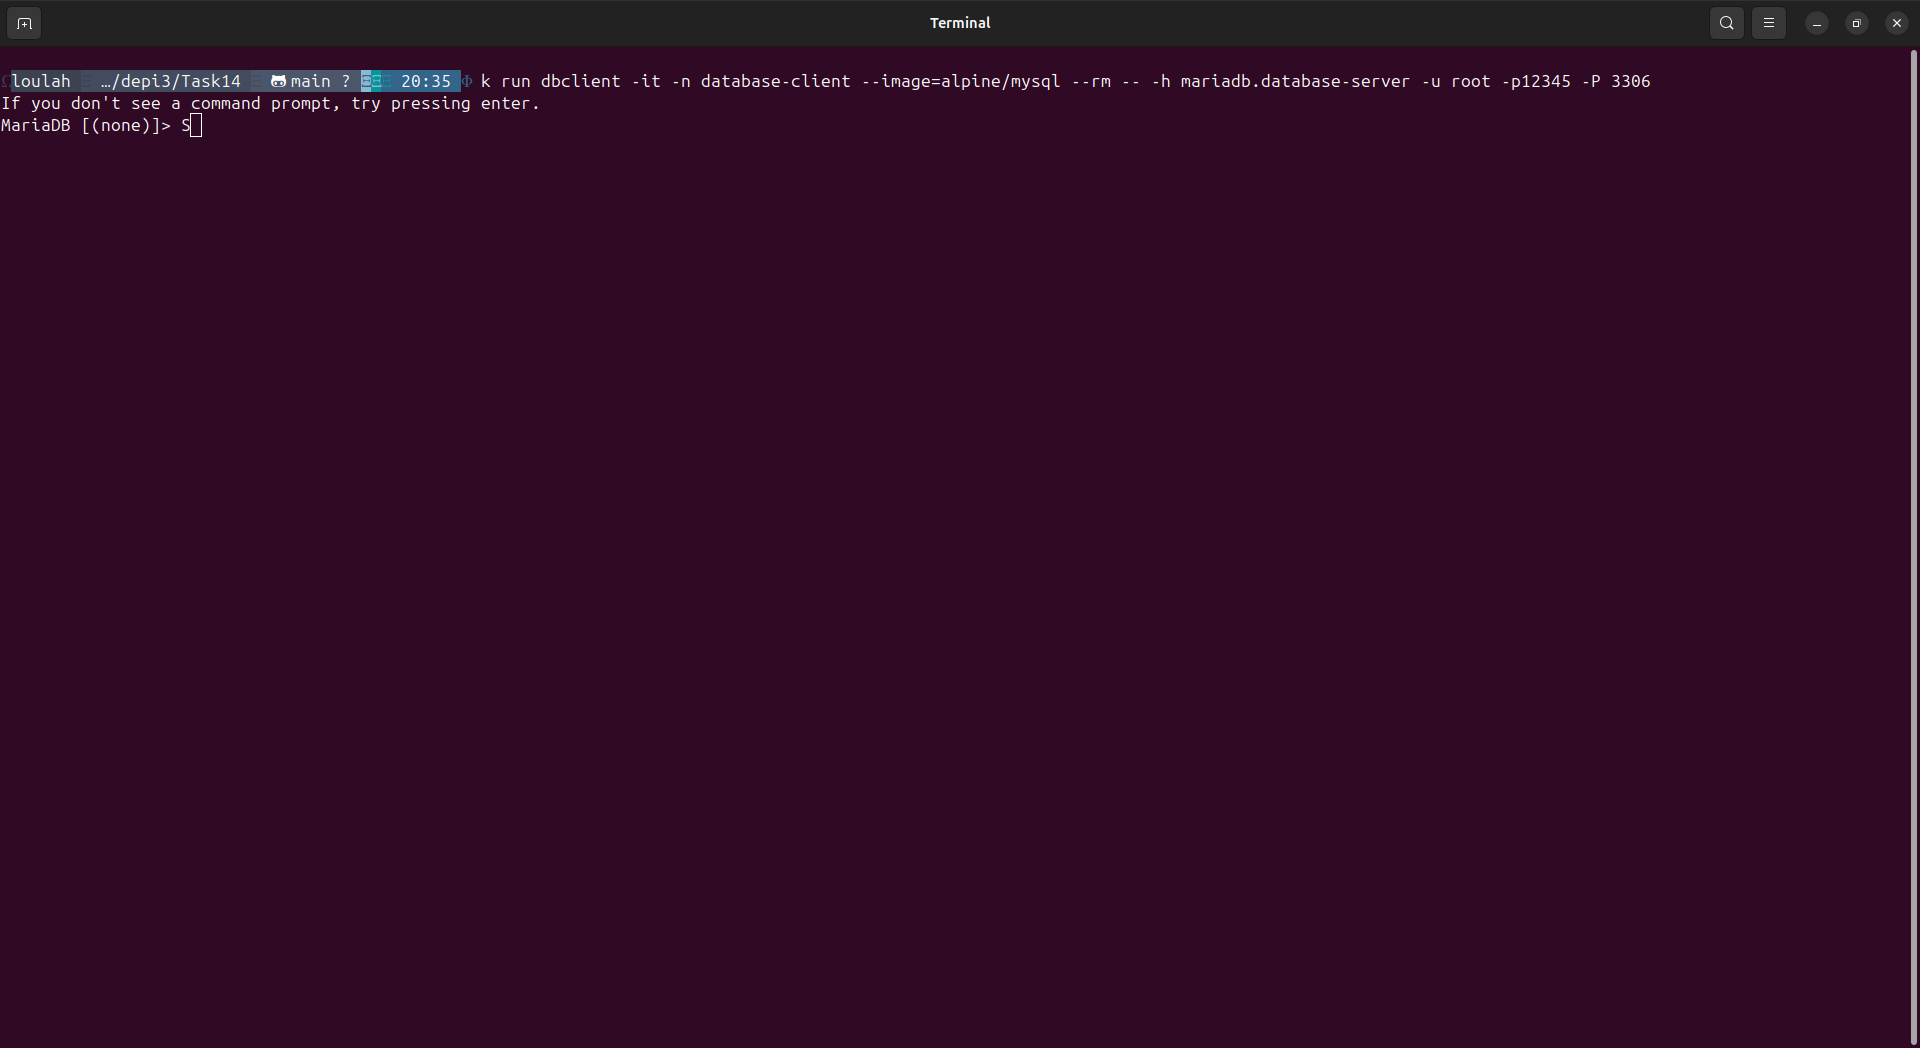 Terminal
loulah …/depi3/Task14 main ? 20:35 k run dbclient -it -n database-client --image=alpine/mysql --rm -- -h mariadb.database-server -u root -p12345 -P 3306
If you don't see a command prompt, try pressing enter.
MariaDB [(none)]> S